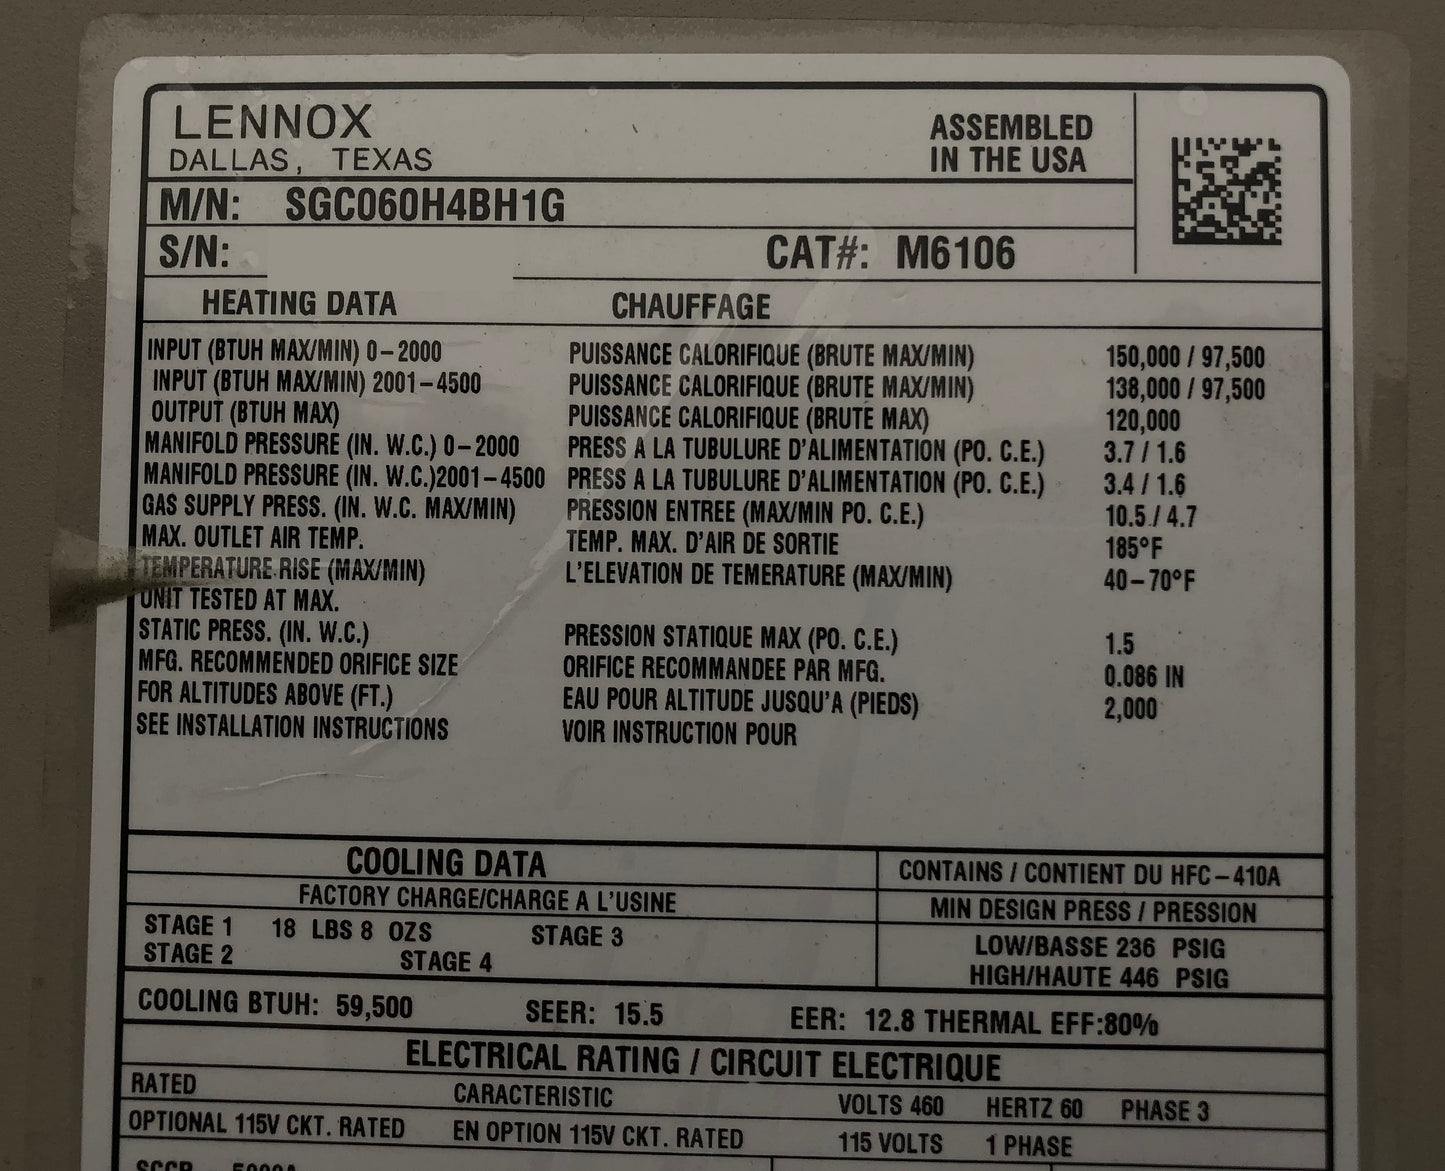 LENNOX
DALLAS, TEXAS
ASSEMBLED
IN THE USA
M/N: SGC060H4BH1G
S/N: CAT#: M6106
HEATING DATA CHAUFFAGE
INPUT (BTUH MAX/MIN) 0-2000 PUISSANCE CALORIFIQUE (BRUTE MAX/MIN) 150,000 / 97,500
INPUT (BTUH MAX/MIN) 2001-4500 PUISSANCE CALORIFIQUE (BRUTE MAX/MIN) 138,000 / 97,500
OUTPUT (BTUH MAX) PUISSANCE CALORIFIQUE (BRUTE MAX) 120,000
MANIFOLD PRESSURE (IN. W.C.) 0-2000 PRESS A LA TUBULURE D'ALIMENTATION (PO. C.E.) 3.7 / 1.6
MANIFOLD PRESSURE (IN. W.C.)2001-4500 PRESS A LA TUBULURE D'ALIMENTATION (PO. C.E.) 3.4 / 1.6
GAS SUPPLY PRESS. (IN. W.C. MAX/MIN) PRESSION ENTREE (MAX/MIN PO. C.E.) 10.5 / 4.7
MAX. OUTLET AIR TEMP. TEMP. MAX. D'AIR DE SORTIE 185°F
TEMPERATURE RISE (MAX/MIN) L'ELEVATION DE TEMERATURE (MAX/MIN) 40-70°F
UNIT TESTED AT MAX.
STATIC PRESS. (IN. W.C.) PRESSION STATIQUE MAX (PO. C.E.) 1.5
MFG. RECOMMENDED ORIFICE SIZE ORIFICE RECOMMANDEE PAR MFG. 0.086 IN
FOR ALTITUDES ABOVE (FT.) EAU POUR ALTITUDE JUSQU'A (PIEDS) 2,000
SEE INSTALLATION INSTRUCTIONS VOIR INSTRUCTION POUR
COOLING DATA CONTAINS / CONTIENT DU HFC-410A
FACTORY CHARGE/CHARGE A L'USINE MIN DESIGN PRESS / PRESSION
STAGE 1 18 LBS 8 OZS STAGE 3 LOW/BASSE 236 PSIG
STAGE 2 STAGE 4 HIGH/HAUTE 446 PSIG
COOLING BTUH: 59,500 SEER: 15.5 EER: 12.8 THERMAL EFF:80%
ELECTRICAL RATING / CIRCUIT ELECTRIQUE
RATED CARACTERISTIC VOLTS 460 HERTZ 60 PHASE 3
OPTIONAL 115V CKT. RATED EN OPTION 115V CKT. RATED 115 VOLTS 1 PHASE